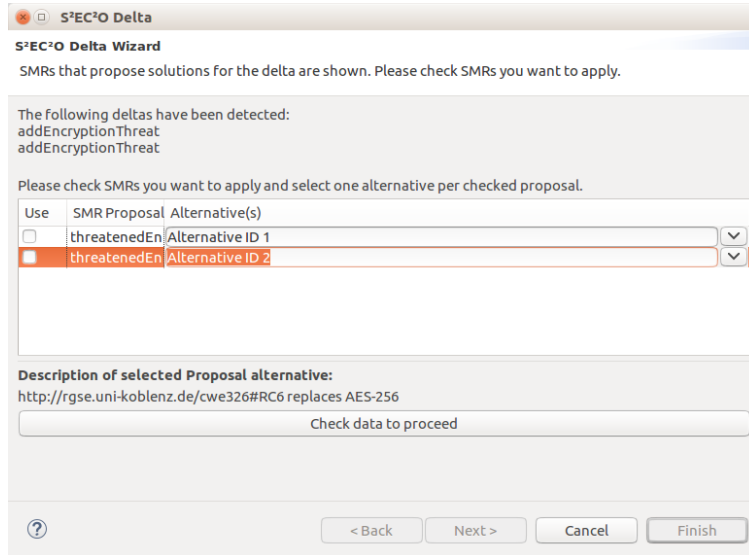 S²EC²O Delta
S²EC²O Delta Wizard
SMRs that propose solutions for the delta are shown. Please check SMRs you want to apply.
The following deltas have been detected:
addEncryptionThreat
addEncryptionThreat
Please check SMRs you want to apply and select one alternative per checked proposal.
Use SMR Proposal Alternative(s)
threatenedEn Alternative ID 1
threatenedEn Alternative ID 2
Description of selected Proposal alternative:
http://rgse.uni-koblenz.de/cwe326#RC6 replaces AES-256
Check data to proceed
? < Back Next > Cancel Finish